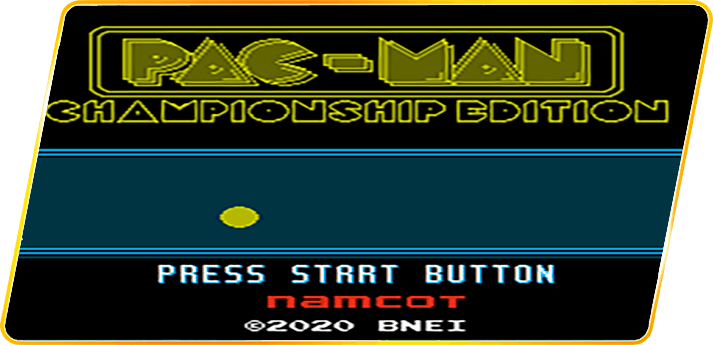 PAC-MAN
CHAMPIONSHIP EDITION
PRESS START BUTTON
namcot
©2020 BNEI